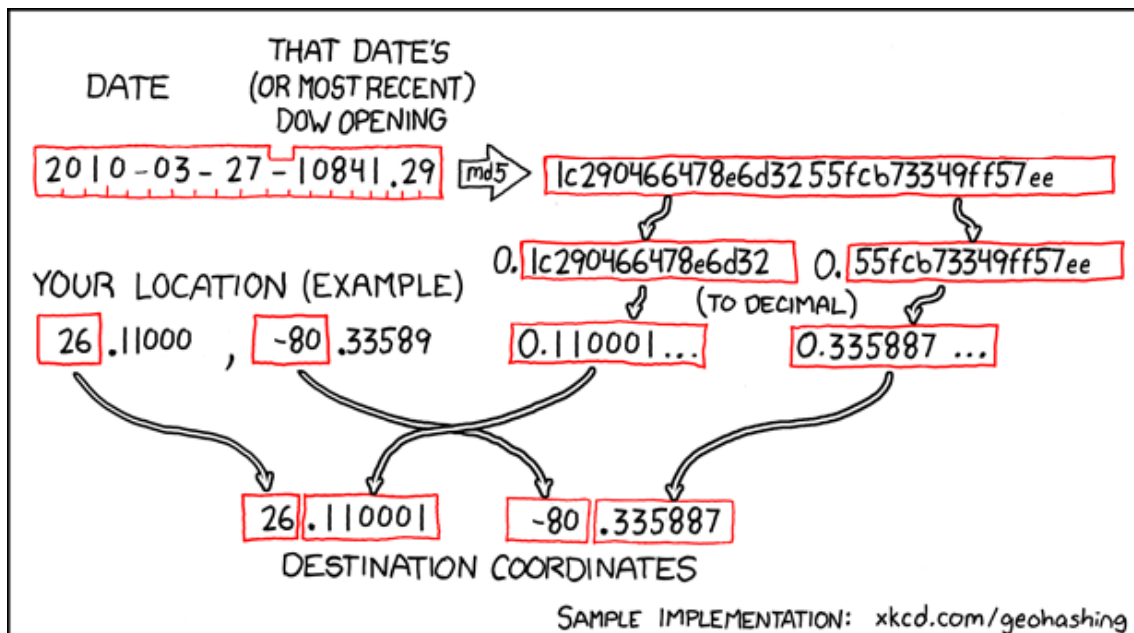 DATE
THAT DATE'S
(OR MOST RECENT)
DOW OPENING
2010-03-27-10841.29
md5
1c290466478e6d3255fcb73349ff57ee
0.1c290466478e6d32
0.55fcb73349ff57ee
YOUR LOCATION (EXAMPLE)
(TO DECIMAL)
26.11000, -80.33589
0.110001...
0.335887...
26.110001
-80.335887
DESTINATION COORDINATES
SAMPLE IMPLEMENTATION: xkcd.com/geohashing